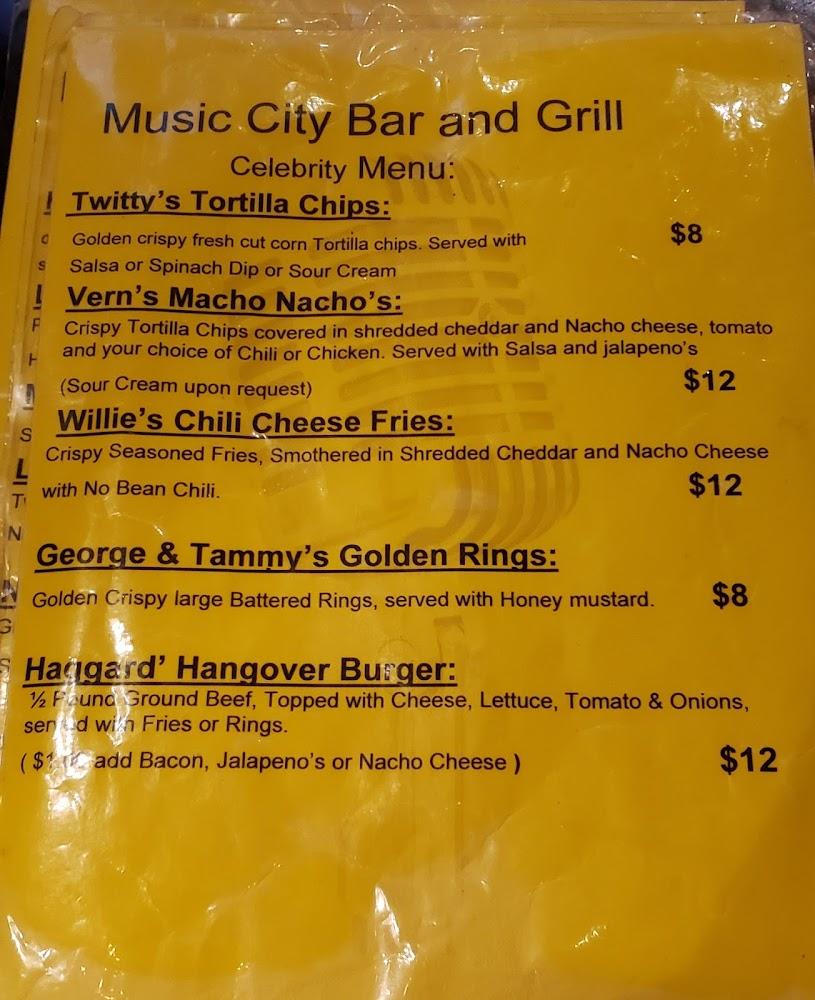 Music City Bar and Grill
Celebrity Menu:
Twitty's Tortilla Chips:
Golden crispy fresh cut corn Tortilla chips. Served with $8
Salsa or Spinach Dip or Sour Cream
Vern's Macho Nacho's:
Crispy Tortilla Chips covered in shredded cheddar and Nacho cheese, tomato
and your choice of Chili or Chicken. Served with Salsa and jalapeno's
(Sour Cream upon request) $12
Willie's Chili Cheese Fries:
Crispy Seasoned Fries, Smothered in Shredded Cheddar and Nacho Cheese
with No Bean Chili. $12
George & Tammy's Golden Rings:
Golden Crispy large Battered Rings, served with Honey mustard. $8
Haggard' Hangover Burger:
½ Pound Ground Beef, Topped with Cheese, Lettuce, Tomato & Onions,
served with Fries or Rings.
( add Bacon, Jalapeno's or Nacho Cheese ) $12